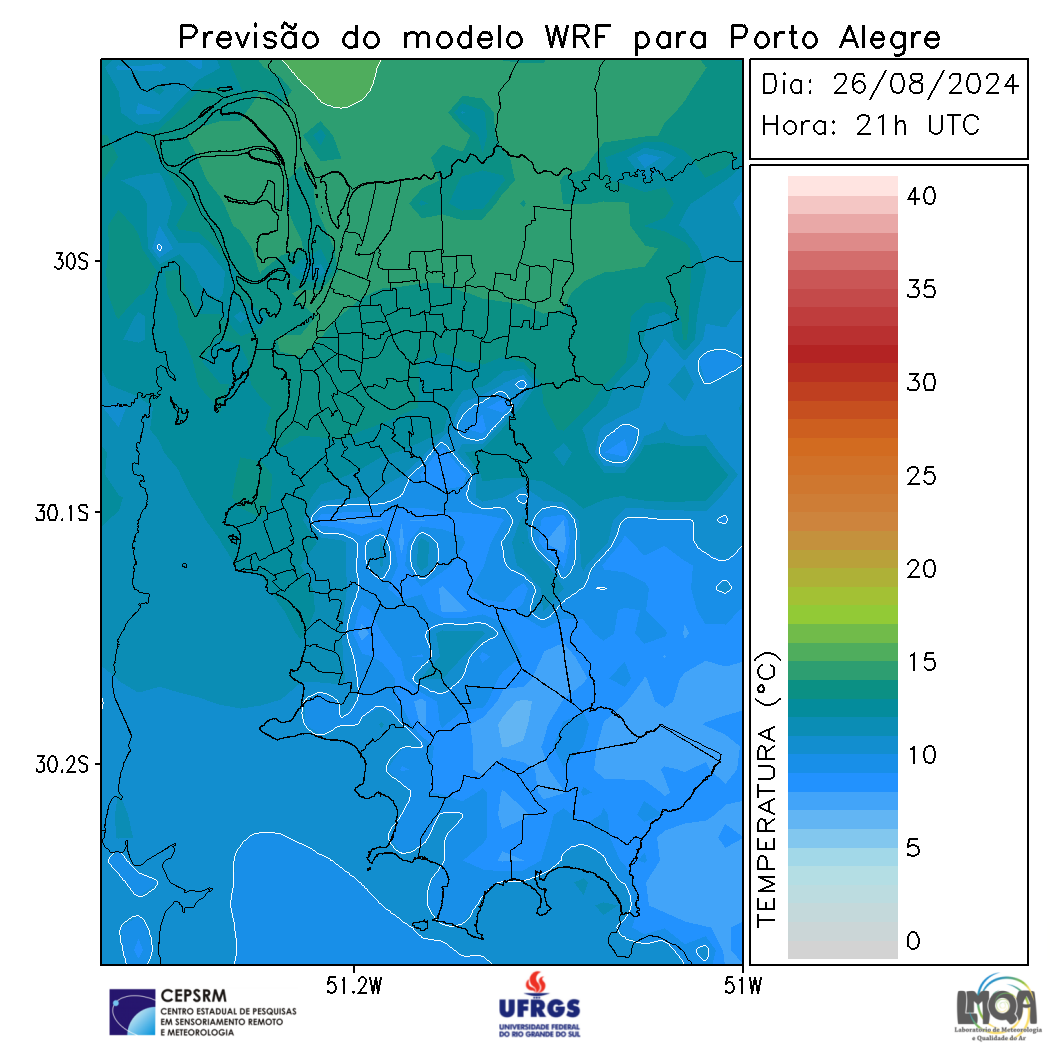 Previsão do modelo WRF para Porto Alegre
Dia: 26/08/2024
Hora: 21h UTC
40
35
30
25
20
15
10
5
0
TEMPERATURA (°C)
30S
30.1S
30.2S
51.2W
51W
CEPSRM
CENTRO ESTADUAL DE PESQUISAS
EM SENSORIAMENTO REMOTO
E METEOROLOGIA
UFRGS
UNIVERSIDADE FEDERAL
DO RIO GRANDE DO SUL
LMQA
Laboratório de Meteorologia
e Qualidade do Ar